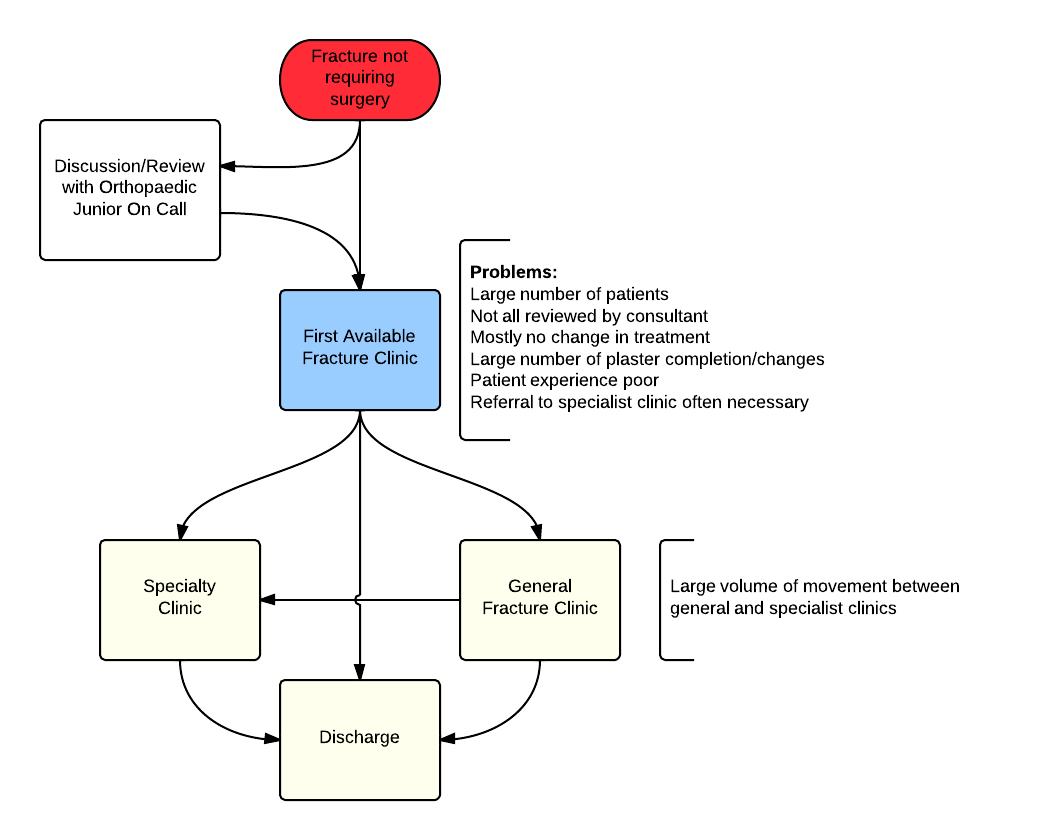 Fracture not
requiring
surgery
Discussion/Review
with Orthopaedic
Junior On Call
First Available
Fracture Clinic
Problems:
Large number of patients
Not all reviewed by consultant
Mostly no change in treatment
Large number of plaster completion/changes
Patient experience poor
Referral to specialist clinic often necessary
Specialty
Clinic
General
Fracture Clinic
Large volume of movement between
general and specialist clinics
Discharge